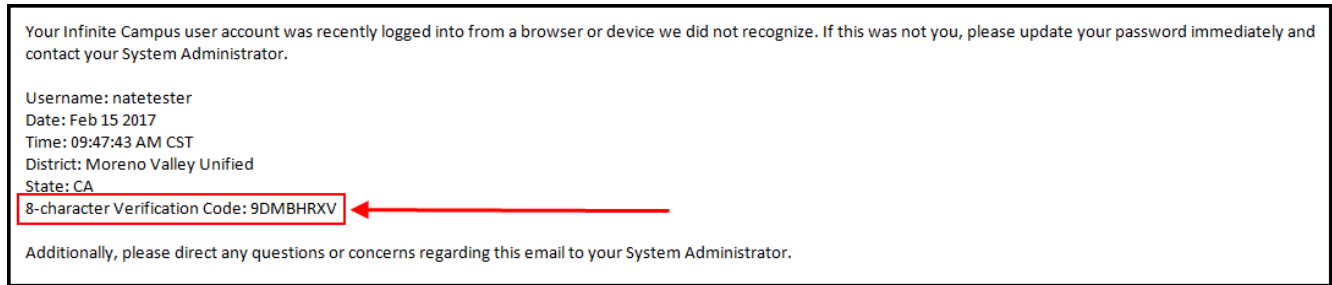 Your Infinite Campus user account was recently logged into from a browser or device we did not recognize. If this was not you, please update your password immediately and
contact your System Administrator.
Username: natetester
Date: Feb 15 2017
Time: 09:47:43 AM CST
District: Moreno Valley Unified
State: CA
8-character Verification Code: 9DMBHRXV
Additionally, please direct any questions or concerns regarding this email to your System Administrator.